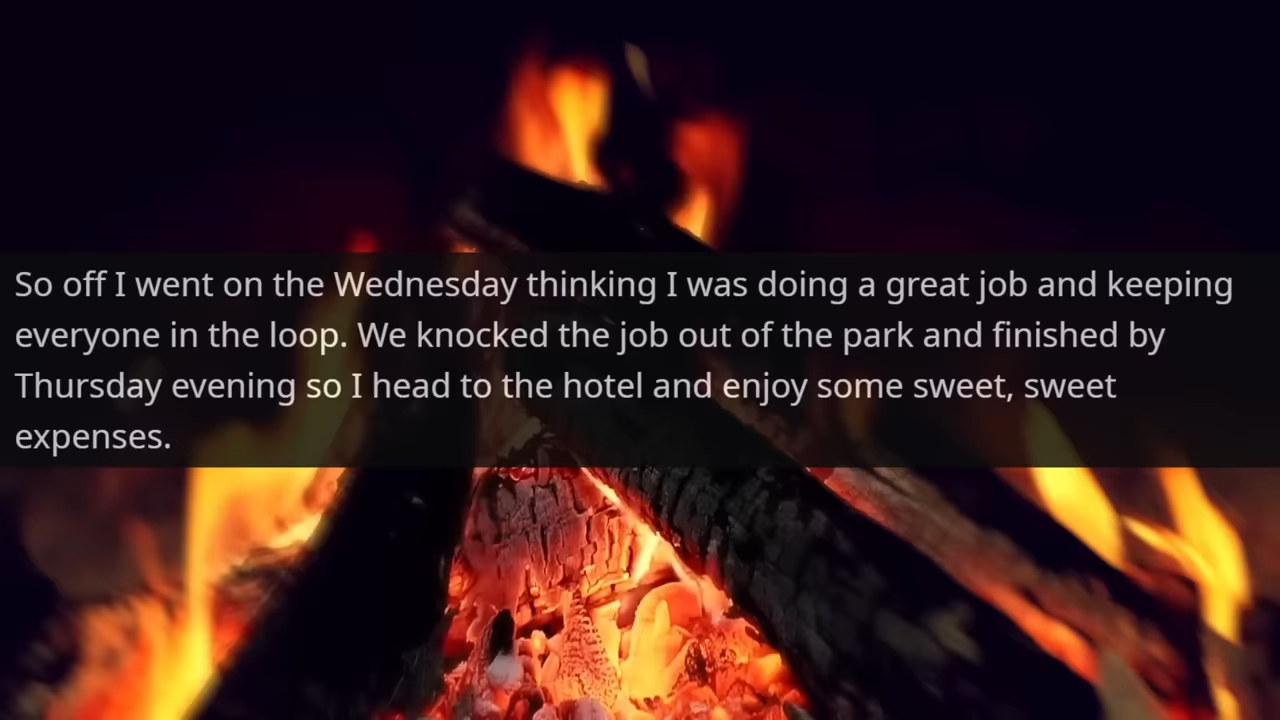 So off I went on the Wednesday thinking I was doing a great job and keeping
everyone in the loop. We knocked the job out of the park and finished by
Thursday evening so I head to the hotel and enjoy some sweet, sweet
expenses.